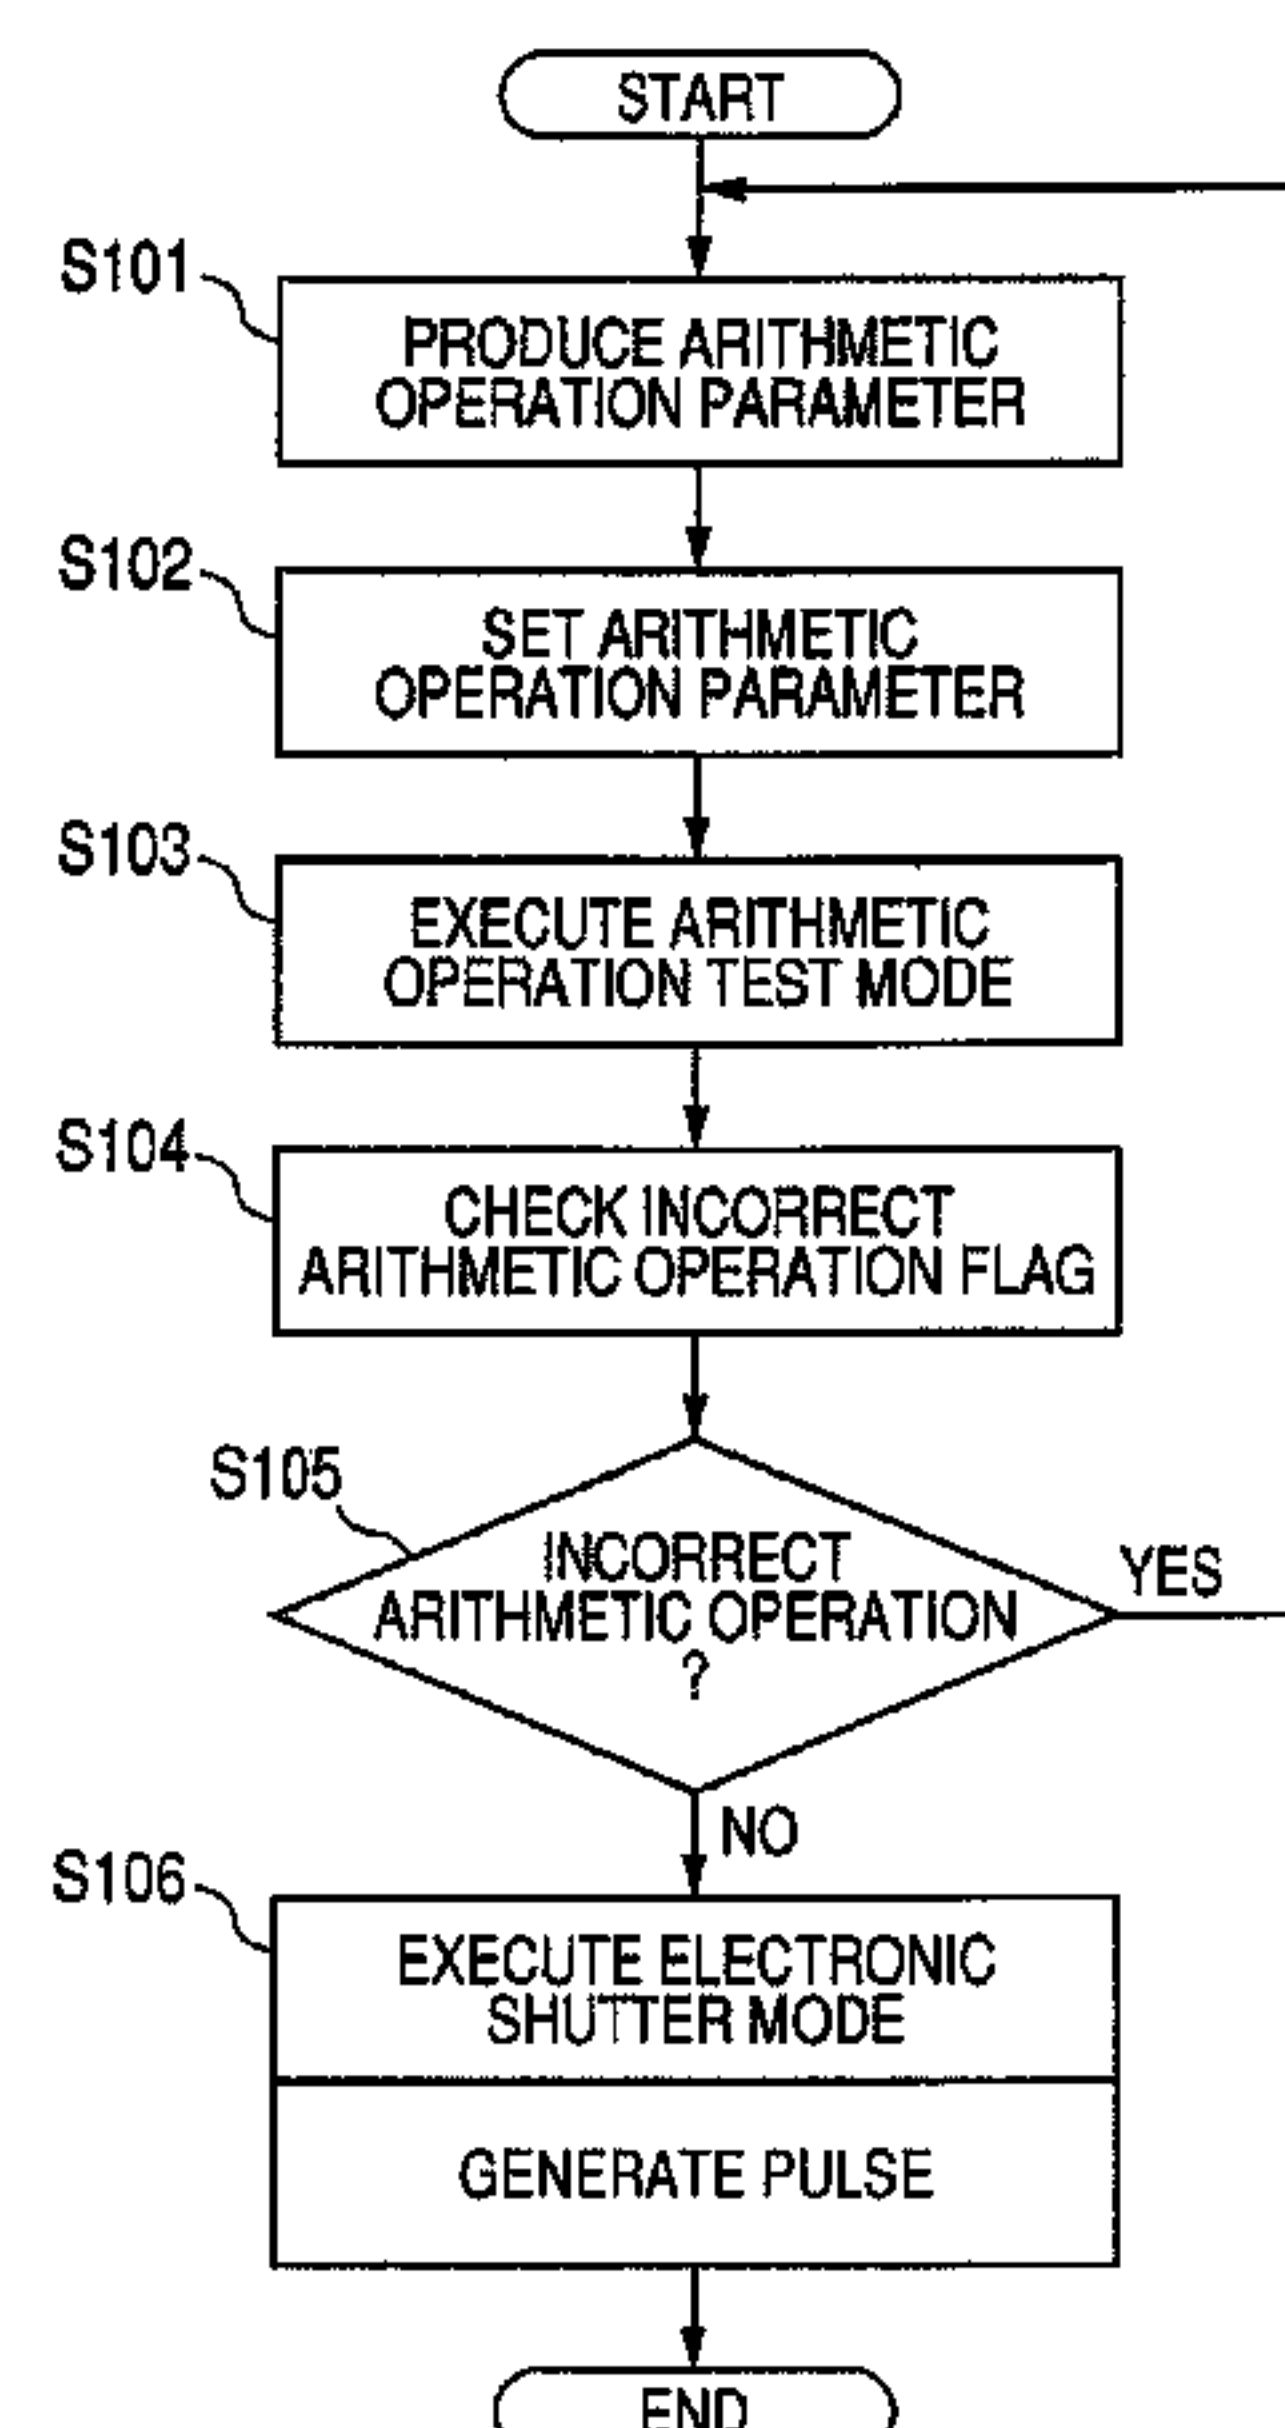 START
S101
PRODUCE ARITHMETIC
OPERATION PARAMETER
S102
SET ARITHMETIC
OPERATION PARAMETER
S103
EXECUTE ARITHMETIC
OPERATION TEST MODE
S104
CHECK INCORRECT
ARITHMETIC OPERATION FLAG
S105
INCORRECT
ARITHMETIC OPERATION
?
YES
NO
S106
EXECUTE ELECTRONIC
SHUTTER MODE
GENERATE PULSE
END